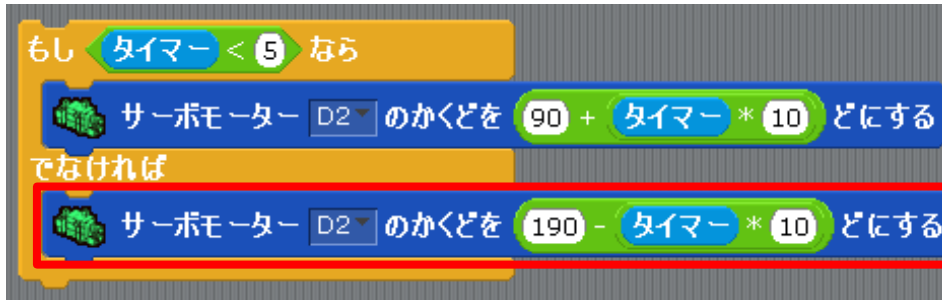 もし タイマー < 5 なら
サーボモーター D2 のかくどを 90 + タイマー * 10 どにする
でなければ
サーボモーター D2 のかくどを 190 - タイマー * 10 どにする